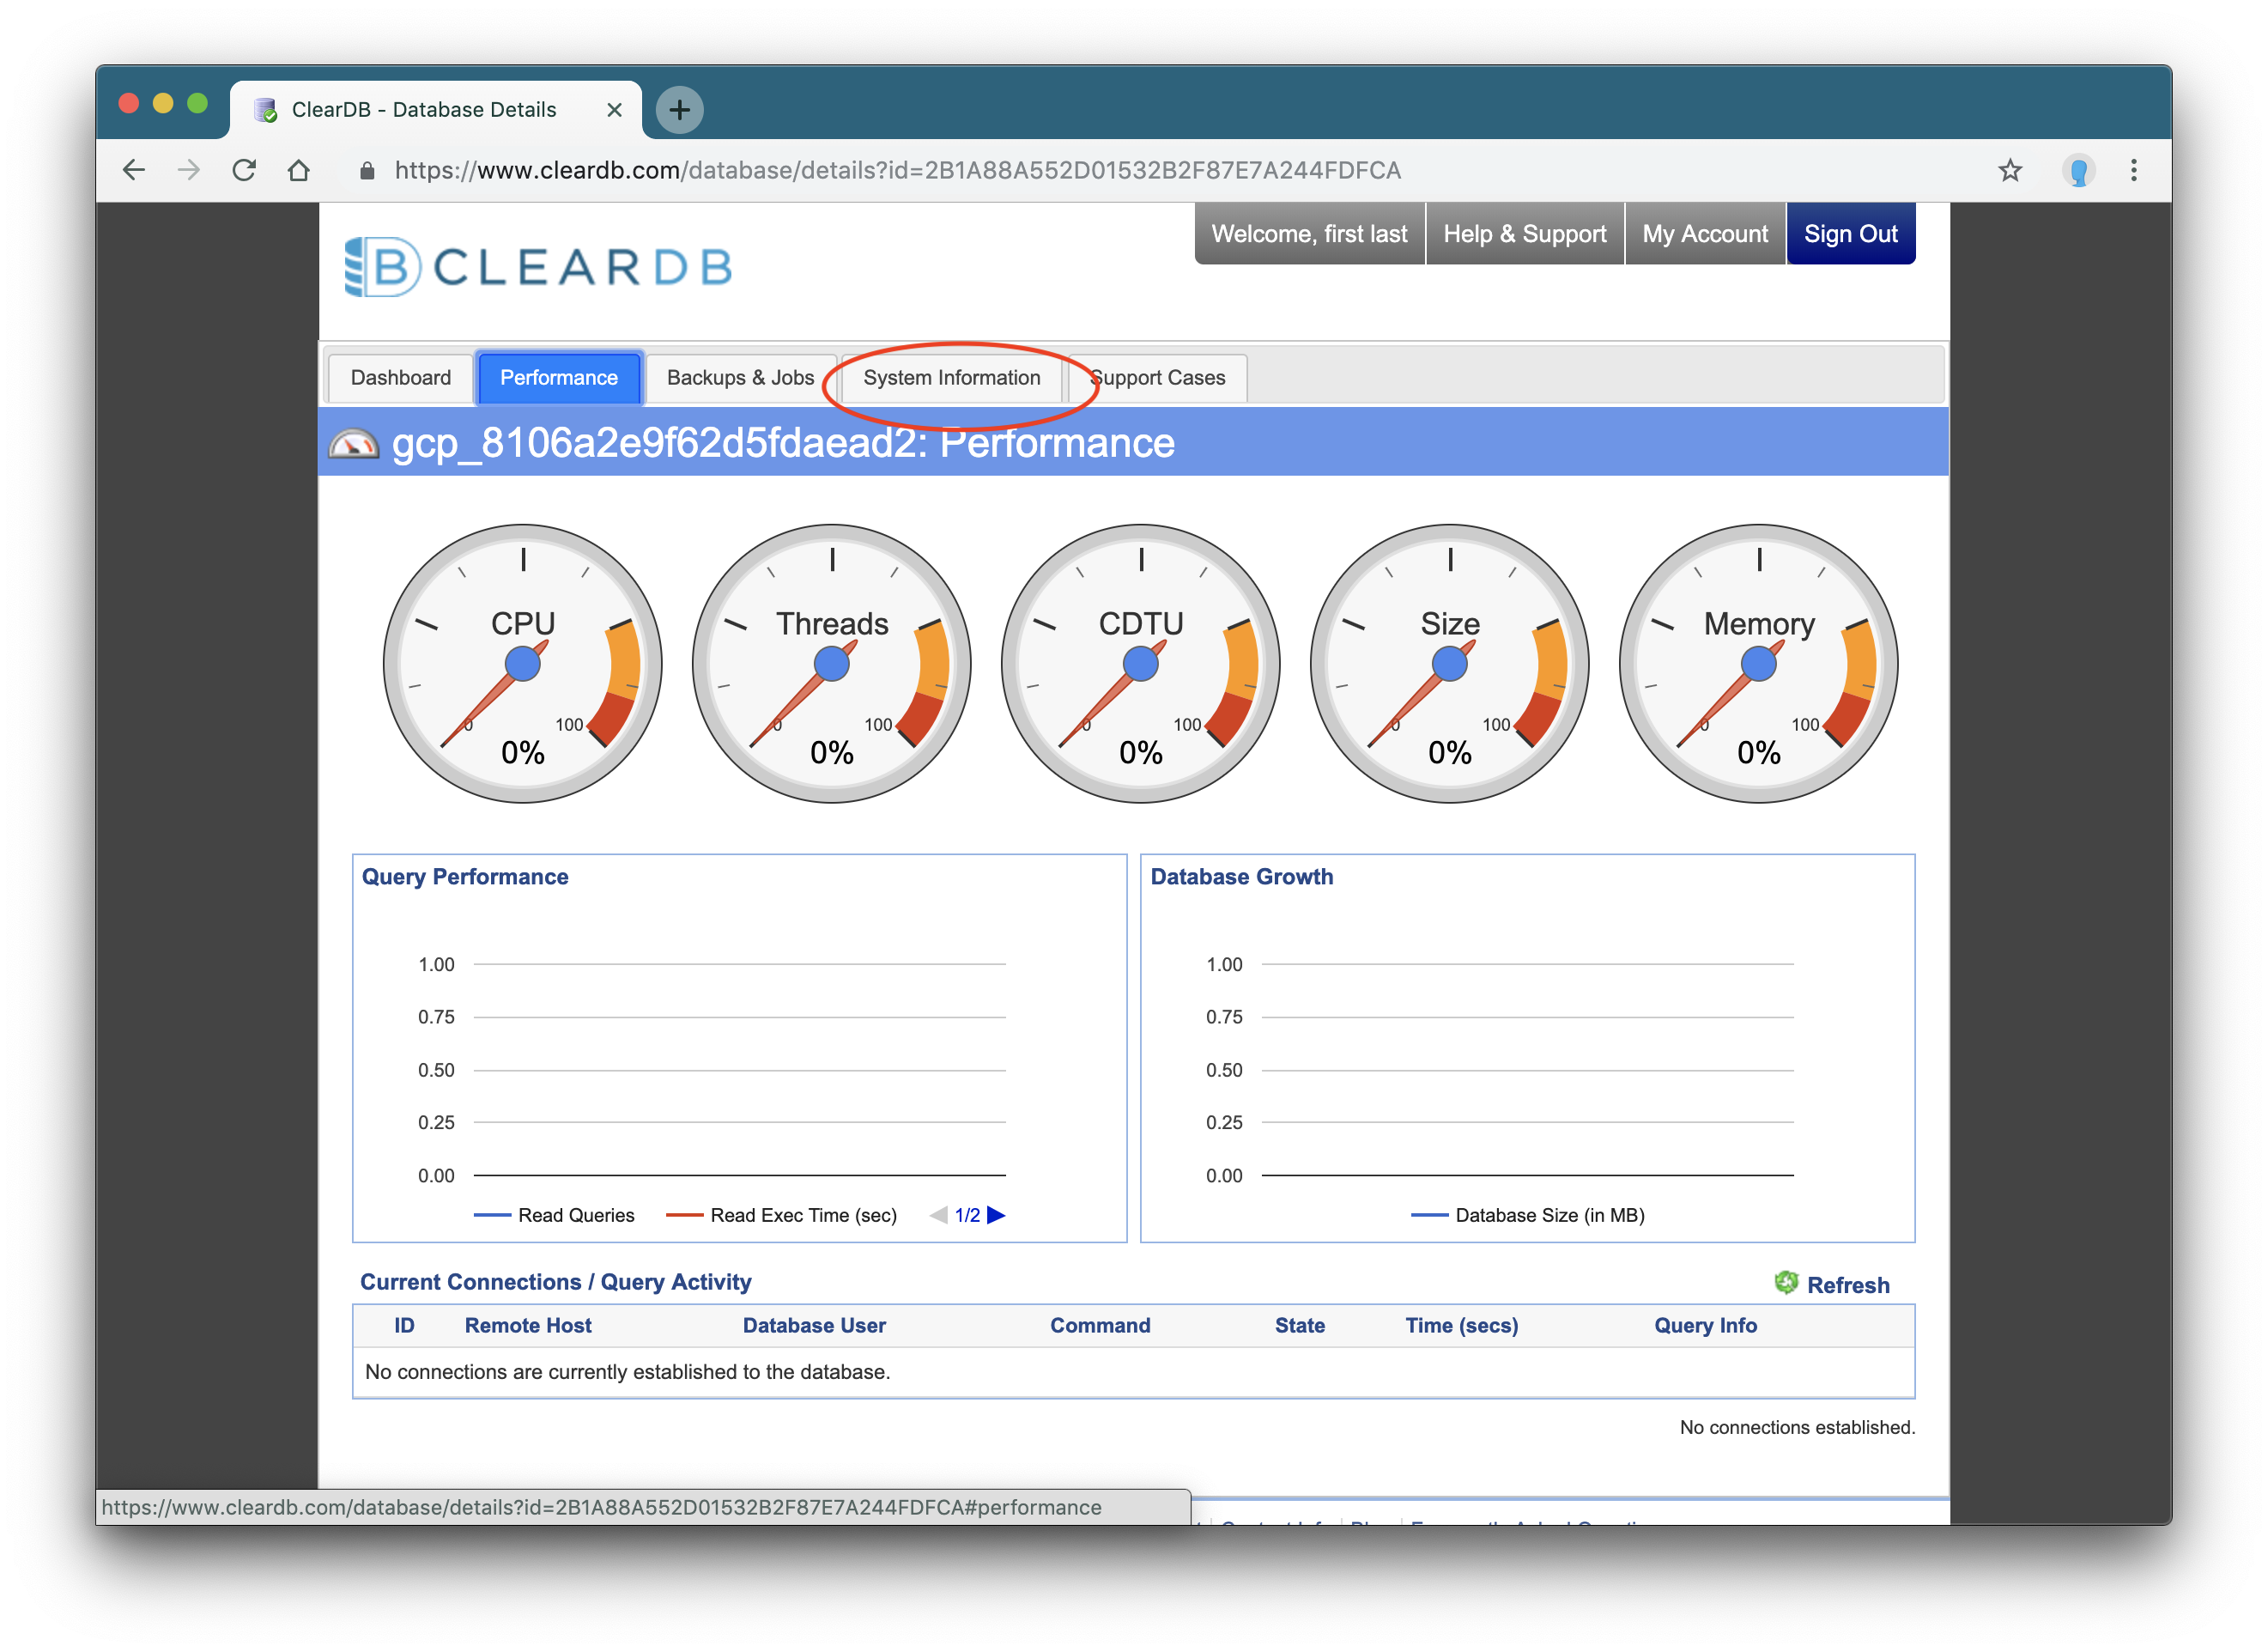 ClearDB - Database Details
https://www.cleardb.com/database/details?id=2B1A88A552D01532B2F87E7A244FDFCA
Welcome, first last Help & Support My Account Sign Out
CLEARDB
Dashboard Performance Backups & Jobs System Information Support Cases
gcp_8106a2e9f62d5fdaead2: Performance
CPU Threads CDTU Size Memory
0 100 0 100 0 100 0 100 0 100
0% 0% 0% 0% 0%
Query Performance Database Growth
1.00 1.00
0.75 0.75
0.50 0.50
0.25 0.25
0.00 0.00
Read Queries Read Exec Time (sec) 1/2 Database Size (in MB)
Current Connections / Query Activity Refresh
ID Remote Host Database User Command State Time (secs) Query Info
No connections are currently established to the database.
No connections established.
https://www.cleardb.com/database/details?id=2B1A88A552D01532B2F87E7A244FDFCA#performance